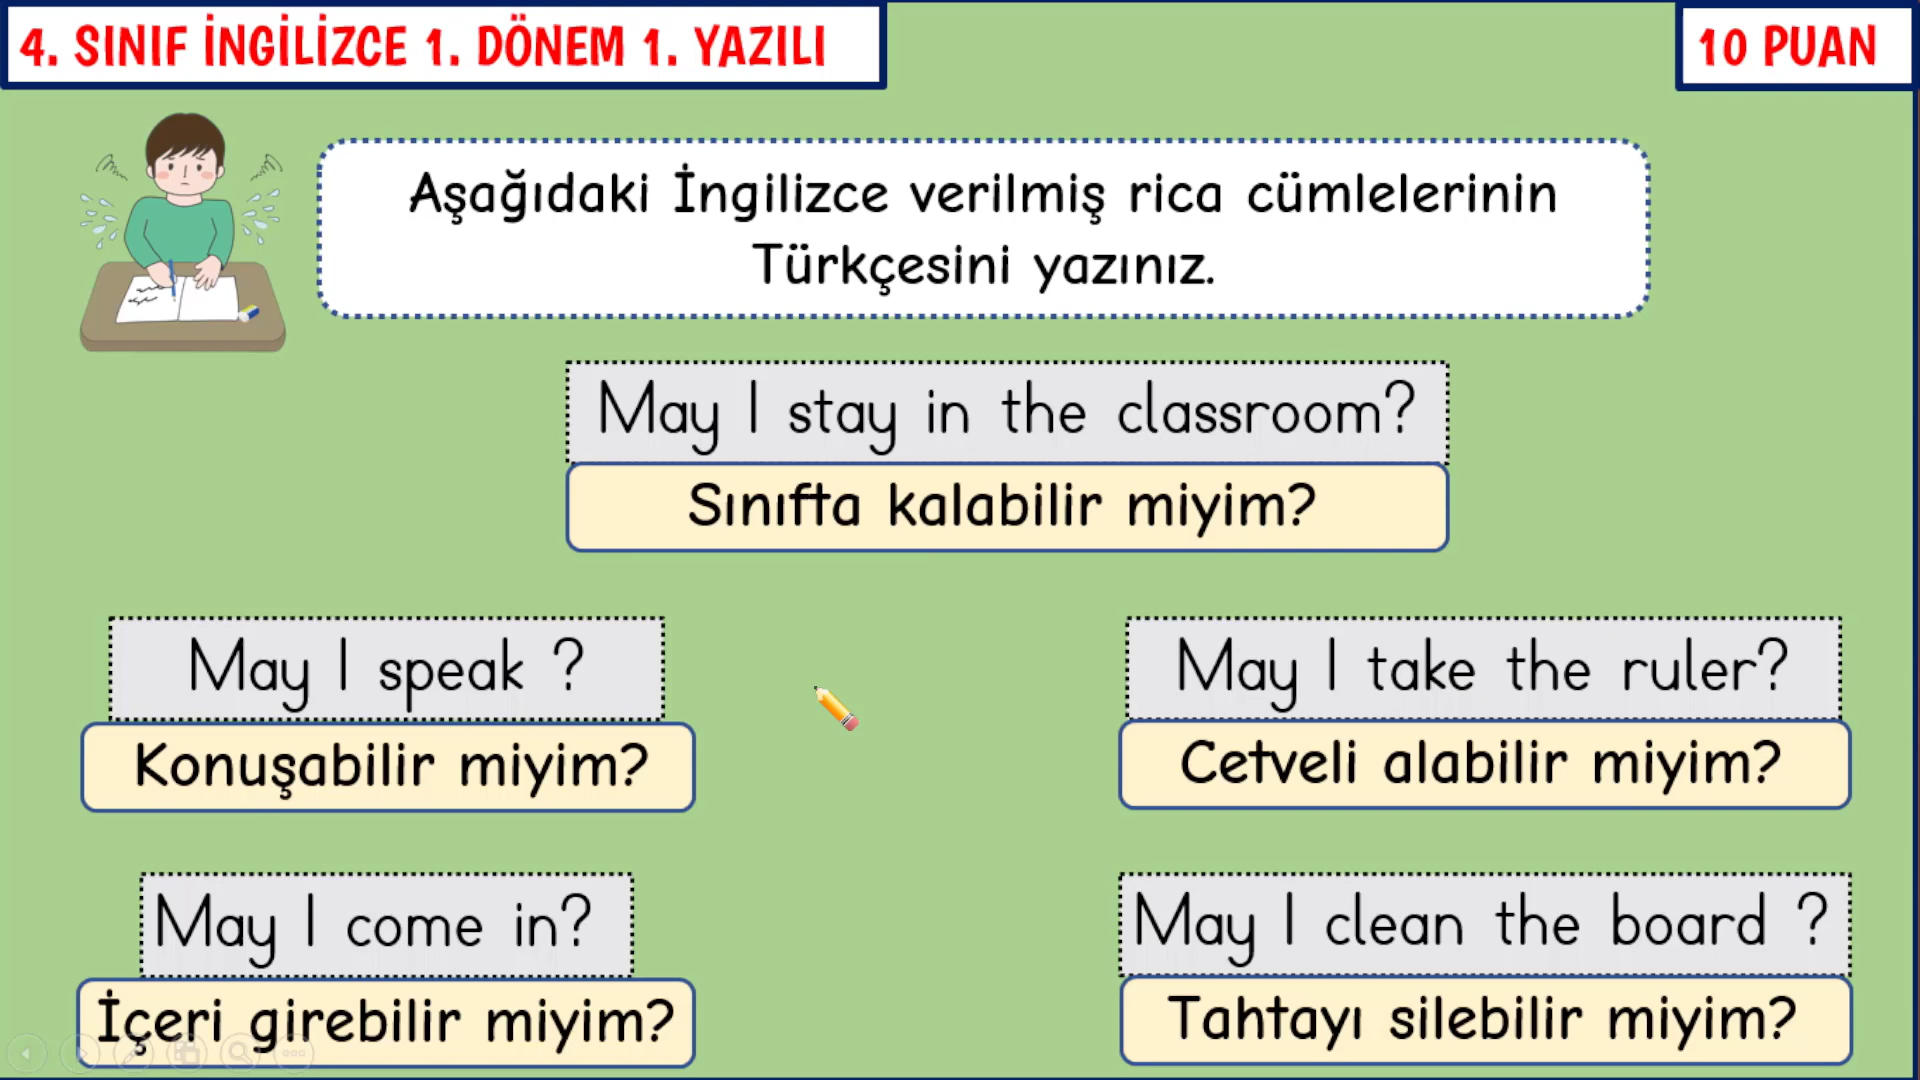 4. SINIF İNGİLİZCE 1. DÖNEM 1. YAZILI
10 PUAN
Aşağıdaki İngilizce verilmiş rica cümlelerinin
Türkçesini yazınız.
May I stay in the classroom?
Sınıfta kalabilir miyim?
May I speak ?
Konuşabilir miyim?
May I take the ruler?
Cetveli alabilir miyim?
May I come in?
İçeri girebilir miyim?
May I clean the board ?
Tahtayı silebilir miyim?